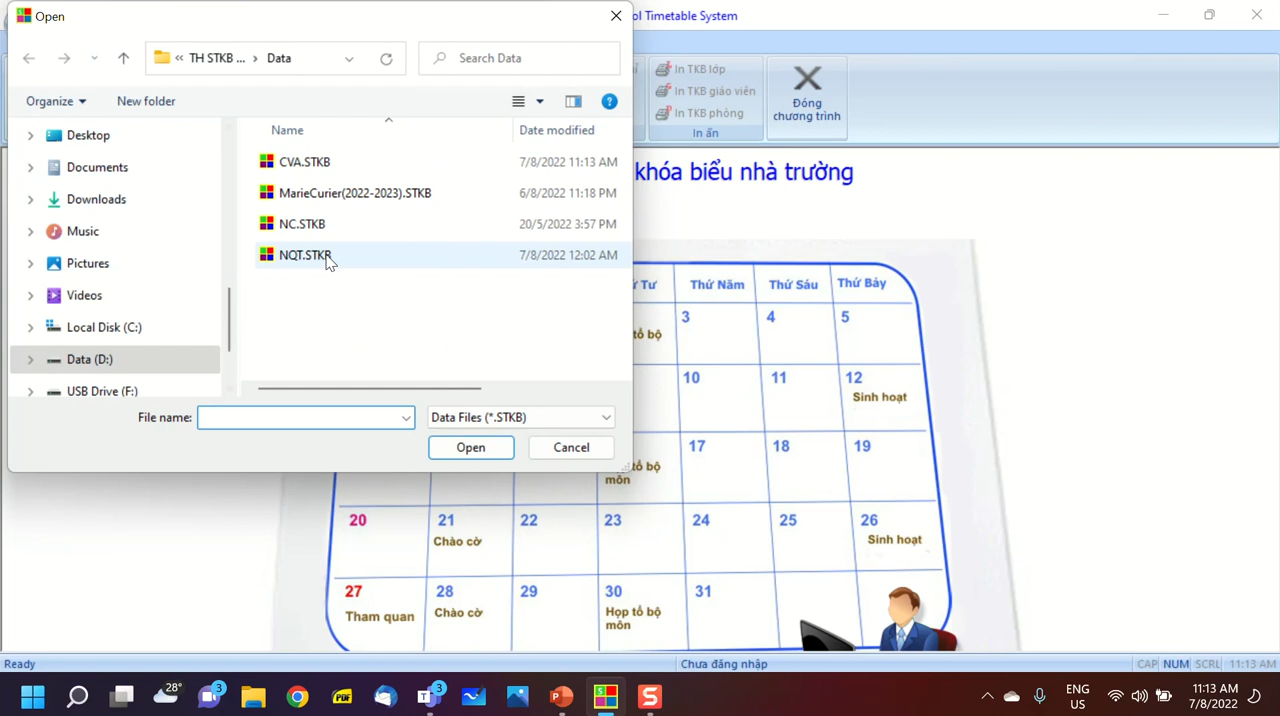 Open
ol Timetable System
« TH STKB ... > Data
Search Data
Organize
New folder
Desktop
Documents
Downloads
Music
Pictures
Videos
Local Disk (C:)
Data (D:)
USB Drive (F:)
Name
Date modified
CVA.STKB
7/8/2022 11:13 AM
MarieCurier(2022-2023).STKB
6/8/2022 11:18 PM
NC.STKB
20/5/2022 3:57 PM
NQT.STKB
7/8/2022 12:02 AM
File name:
Data Files (*.STKB)
Open
Cancel
In TKB lớp
In TKB giáo viên
In TKB phòng
In ấn
Đóng
chương trình
khóa biểu nhà trường
Tư
Thứ Năm
Thứ Sáu
Thứ Bảy
3
4
5
tổ bộ
10
11
12
Sinh hoạt
17
18
19
tổ bộ
môn
20
21
22
23
24
25
26
Chào cờ
Sinh hoạt
27
28
29
30
31
Tham quan
Chào cờ
Họp tổ bộ
môn
Ready
Chưa đăng nhập
CAP
NUM
SCRL
11:13 AM
28°
3
PDF
3
ENG
US
11:13 AM
7/8/2022